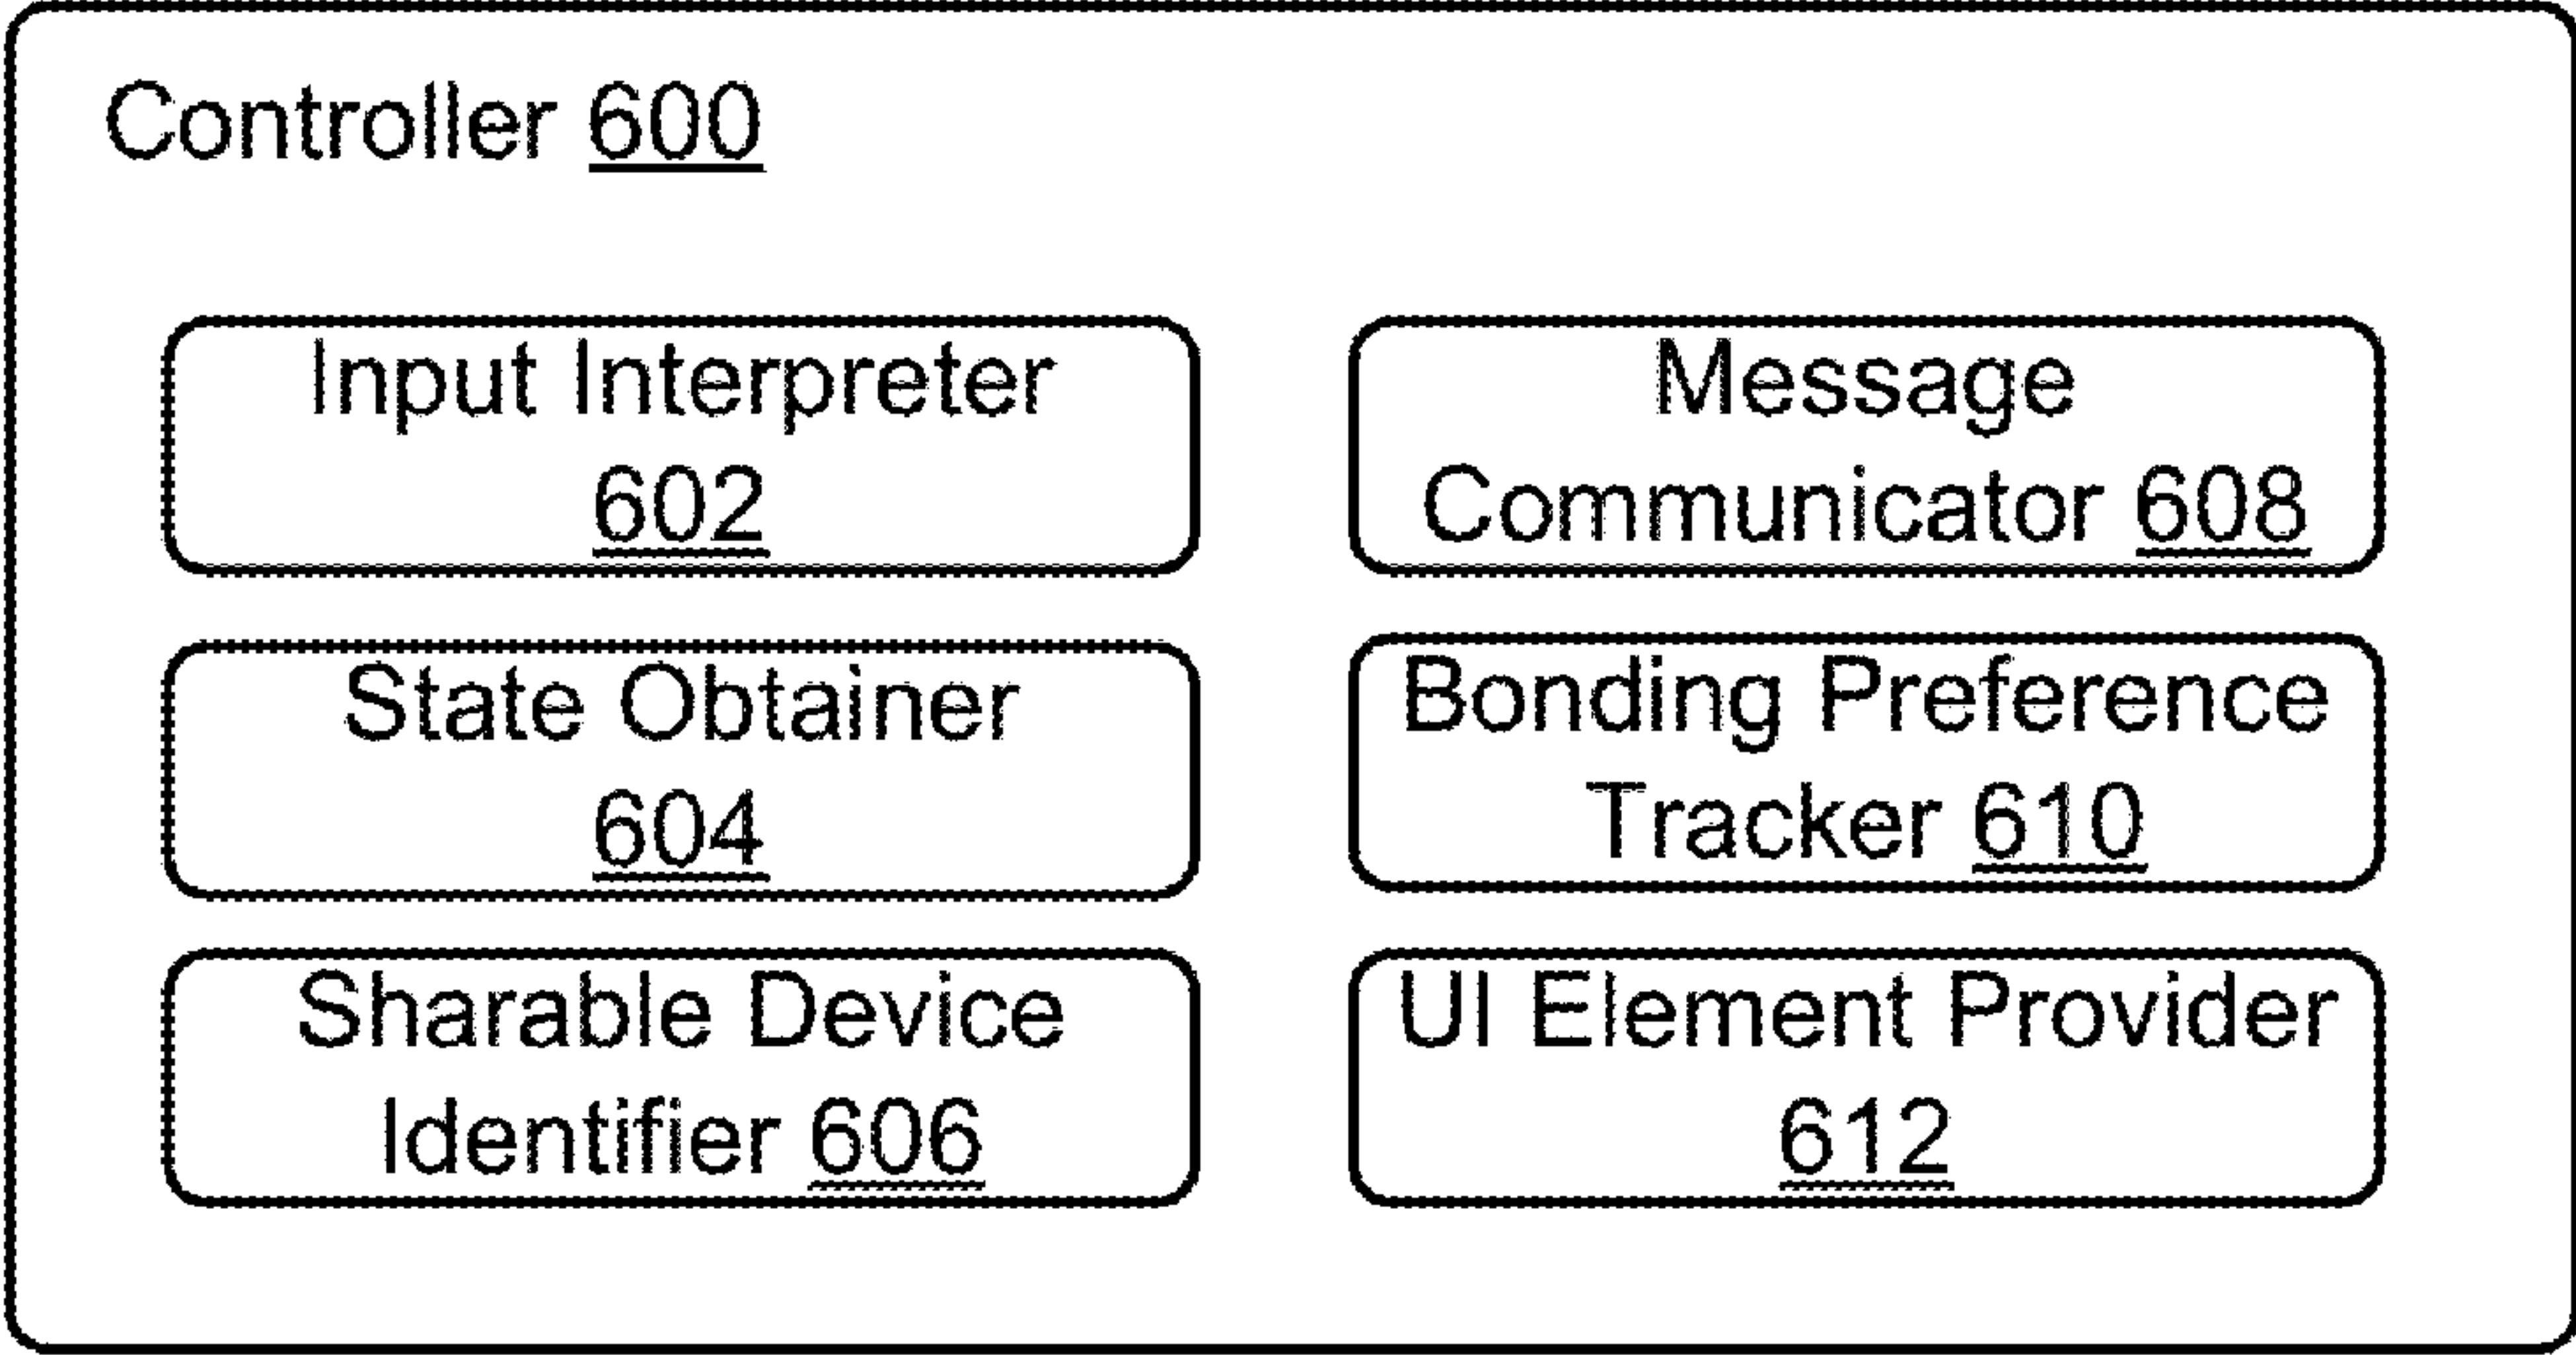 Controller 600
Input Interpreter
602
State Obtainer
604
Sharable Device
Identifier 606
Message
Communicator 608
Bonding Preference
Tracker 610
UI Element Provider
612